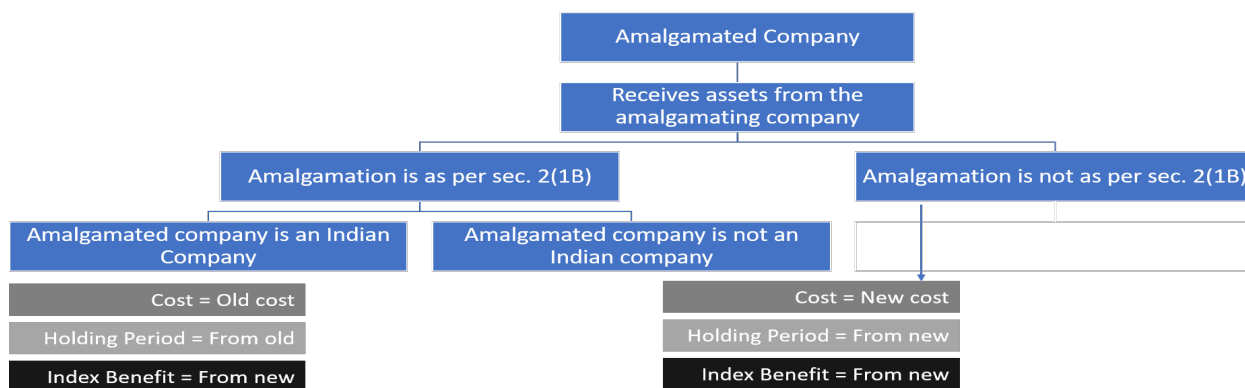 Amalgamated Company
Receives assets from the
amalgamating company
Amalgamation is as per sec. 2(1B)
Amalgamation is not as per sec. 2(1B)
Amalgamated company is an Indian
Company
Amalgamated company is not an
Indian company
Cost = Old cost
Holding Period = From old
Index Benefit = From new
Cost = New cost
Holding Period = From new
Index Benefit = From new